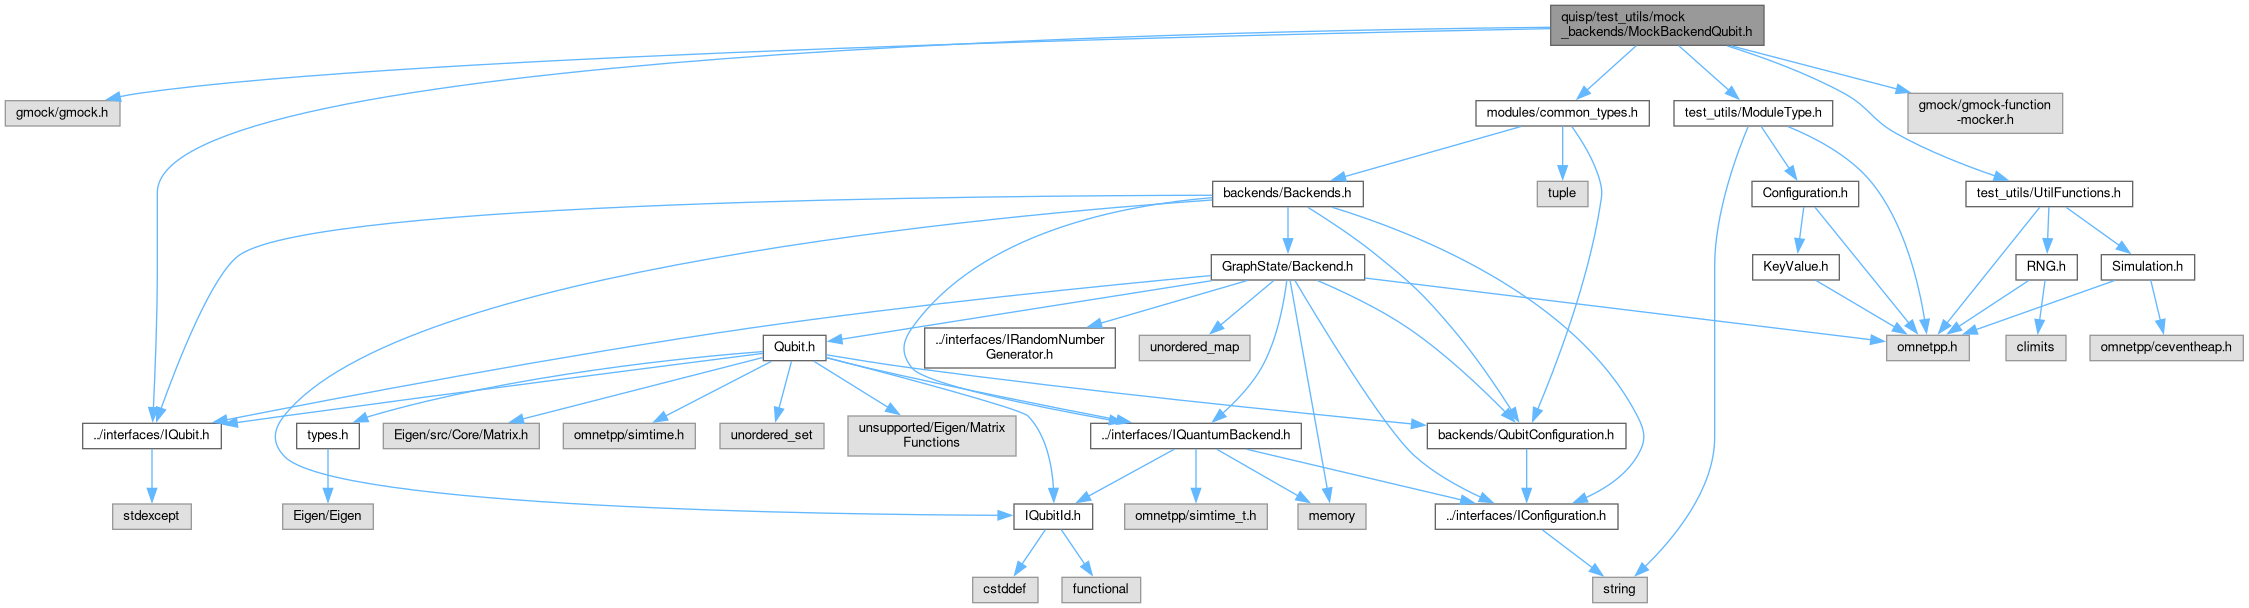 quisp/test_utils/mock
_backends/MockBackendQubit.h
gmock/gmock.h
modules/common_types.h
test_utils/ModuleType.h
gmock/gmock-function
-mocker.h
backends/Backends.h
tuple
Configuration.h
test_utils/UtilFunctions.h
GraphState/Backend.h
KeyValue.h
RNG.h
Simulation.h
Qubit.h
../interfaces/IRandomNumber
Generator.h
unordered_map
omnetpp.h
climits
omnetpp/ceventheap.h
../interfaces/IQubit.h
types.h
Eigen/src/Core/Matrix.h
omnetpp/simtime.h
unordered_set
unsupported/Eigen/Matrix
Functions
../interfaces/IQuantumBackend.h
backends/QubitConfiguration.h
stdexcept
Eigen/Eigen
IQubitId.h
omnetpp/simtime_t.h
memory
../interfaces/IConfiguration.h
cstddef
functional
string